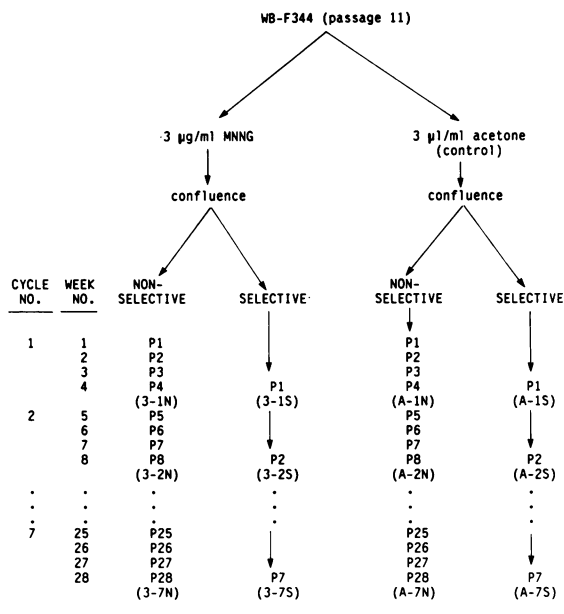 WB-F344 (passage 11)
3 µg/ml MNNG 3 µl/ml acetone
(control)
confluence confluence
CYCLE WEEK NON- NON-
NO. NO. SELECTIVE SELECTIVE SELECTIVE SELECTIVE
1 1 P1 P1
2 P2 P2
3 P3 P3
4 P4 P1 P4 P1
(3-1N) (3-1S) (A-1N) (A-1S)
2 5 P5 P5
6 P6 P6
7 P7 P7
8 P8 P2 P8 P2
(3-2N) (3-2S) (A-2N) (A-2S)
. . . . . .
. . . . . .
. . . . . .
7 25 P25 P25
26 P26 P26
27 P27 P27
28 P28 P7 P28 P7
(3-7N) (3-7S) (A-7N) (A-7S)